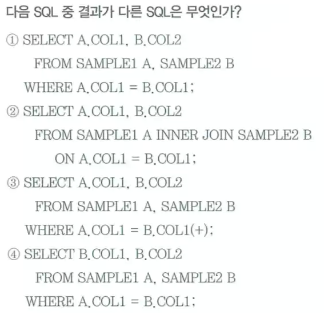 다음 SQL 중 결과가 다른 SQL은 무엇인가?
① SELECT A.COL1, B.COL2
FROM SAMPLE1 A, SAMPLE2 B
WHERE A.COL1 = B.COL1;
② SELECT A.COL1, B.COL2
FROM SAMPLE1 A INNER JOIN SAMPLE2 B
ON A.COL1 = B.COL1;
③ SELECT A.COL1, B.COL2
FROM SAMPLE1 A, SAMPLE2 B
WHERE A.COL1 = B.COL1(+);
④ SELECT B.COL1, B.COL2
FROM SAMPLE1 A, SAMPLE2 B
WHERE A.COL1 = B.COL1;